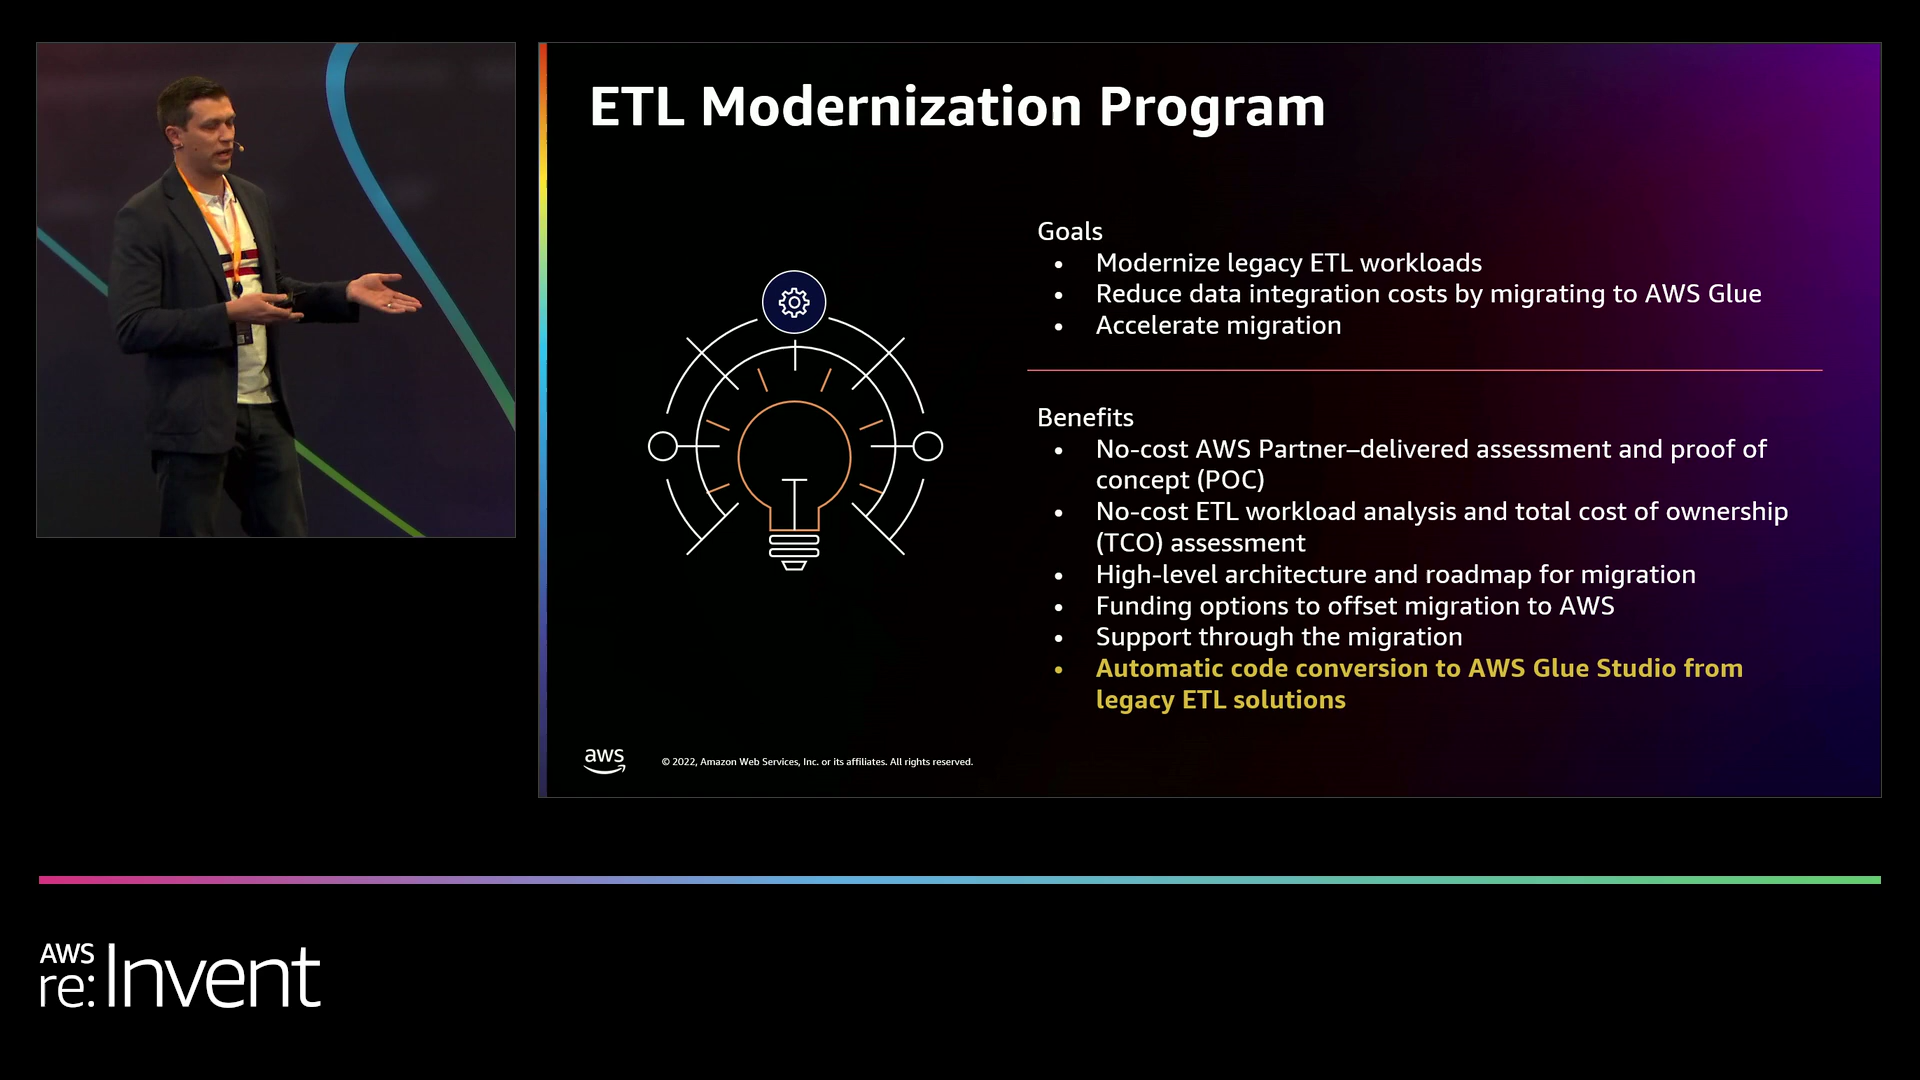 ETL Modernization Program
Goals
• Modernize legacy ETL workloads
• Reduce data integration costs by migrating to AWS Glue
• Accelerate migration
Benefits
• No-cost AWS Partner–delivered assessment and proof of
concept (POC)
• No-cost ETL workload analysis and total cost of ownership
(TCO) assessment
• High-level architecture and roadmap for migration
• Funding options to offset migration to AWS
• Support through the migration
• Automatic code conversion to AWS Glue Studio from
legacy ETL solutions
aws
© 2022, Amazon Web Services, Inc. or its affiliates. All rights reserved.
AWS
re:Invent